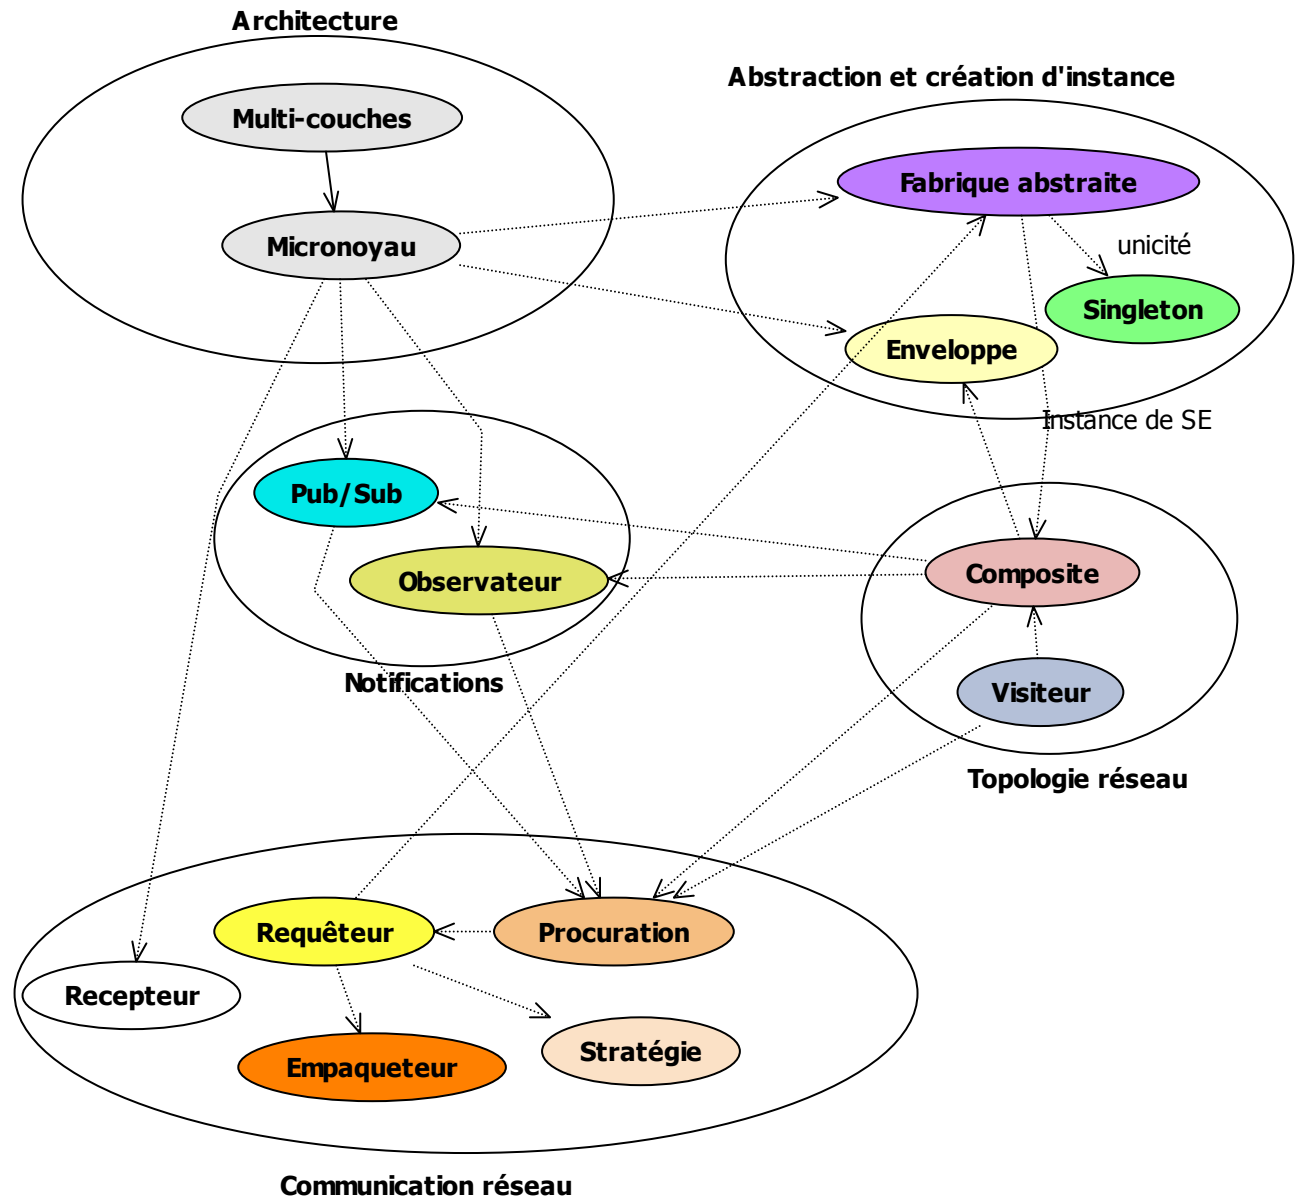 Architecture
Abstraction et création d'instance
Multi-couches
Fabrique abstraite
Micronoyau
unicité
Singleton
Enveloppe
Instance de SE
Pub/Sub
Composite
Observateur
Notifications
Visiteur
Topologie réseau
Requêteur
Procuration
Recepteur
Stratégie
Empaqueteur
Communication réseau